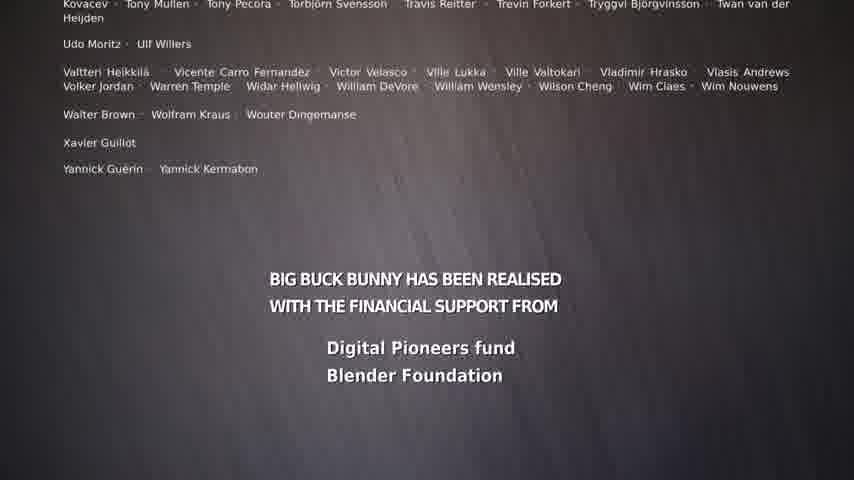 Kovacev · Tony Mullen · Tony Pecora · Torbjörn Svensson · Travis Reitter · Trevin Forkert · Tryggvi Björgvinsson · Twan van der
Heijden
Udo Moritz · Ulf Willers
Valtteri Heikkilä · Vicente Carro Fernandez · Victor Velasco · Ville Lukka · Ville Valtokari · Vladimir Hrasko · Vlasis Andrews
Volker Jordan · Warren Temple · Widar Hellwig · William DeVore · William Wensley · Wilson Cheng · Wim Claes · Wim Nouwens
Walter Brown · Wolfram Kraus · Wouter Dingemanse
Xavier Guillot
Yannick Guérin · Yannick Kermabon
BIG BUCK BUNNY HAS BEEN REALISED
WITH THE FINANCIAL SUPPORT FROM
Digital Pioneers fund
Blender Foundation